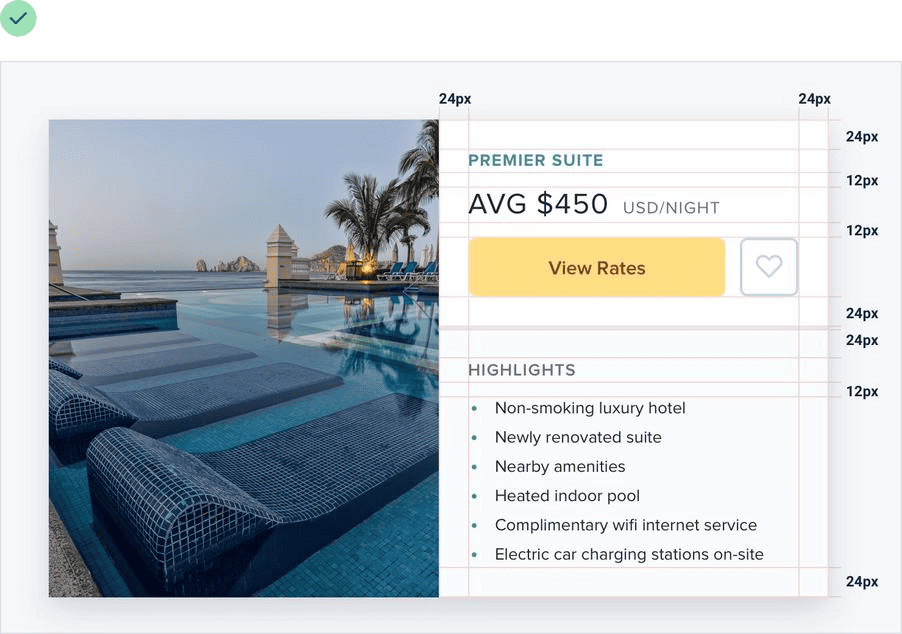 24px
24px
24px
PREMIER SUITE
12px
AVG $450 USD/NIGHT
12px
View Rates
24px
24px
HIGHLIGHTS
12px
Non-smoking luxury hotel
Newly renovated suite
Nearby amenities
Heated indoor pool
Complimentary wifi internet service
Electric car charging stations on-site
24px